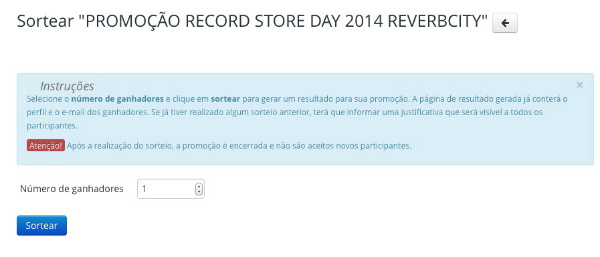 Sortear "PROMOÇÃO RECORD STORE DAY 2014 REVERBCITY"
Instruções
Selecione o número de ganhadores e clique em sortear para gerar um resultado para sua promoção. A página de resultado gerada já conterá o
perfil e o e-mail dos ganhadores. Se já tiver realizado algum sorteio anterior, terá que informar uma justificativa que será visível a todos os
participantes.
Atenção! Após a realização do sorteio, a promoção é encerrada e não são aceitos novos participantes.
Número de ganhadores 1
Sortear